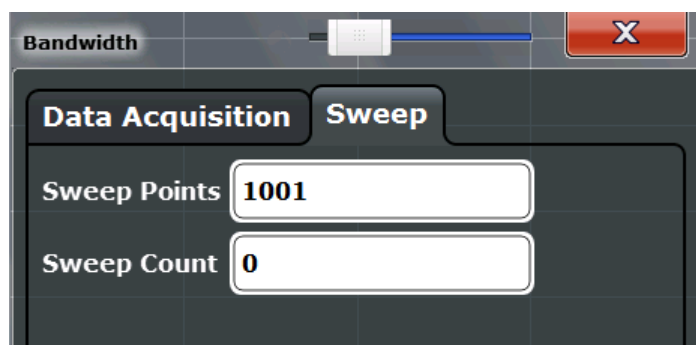 Bandwidth X
Data Acquisition Sweep
Sweep Points 1001
Sweep Count 0